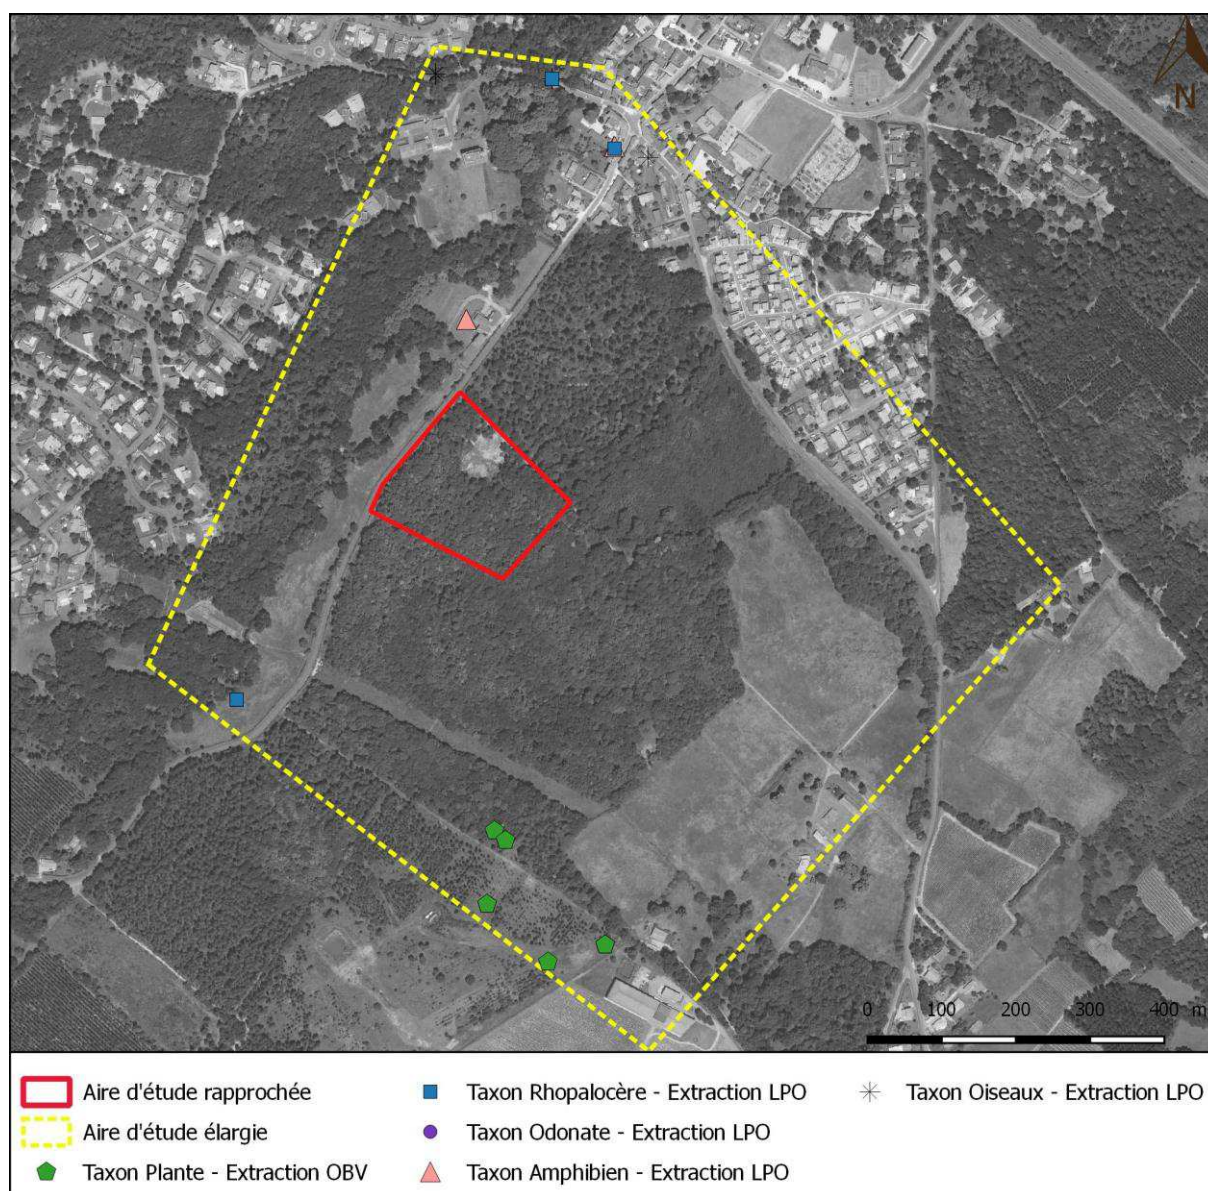 N
0 100 200 300 400 m
Aire d'étude rapprochée
Aire d'étude élargie
Taxon Plante - Extraction OBV
Taxon Rhopalocère - Extraction LPO
Taxon Odonate - Extraction LPO
Taxon Amphibien - Extraction LPO
Taxon Oiseaux - Extraction LPO